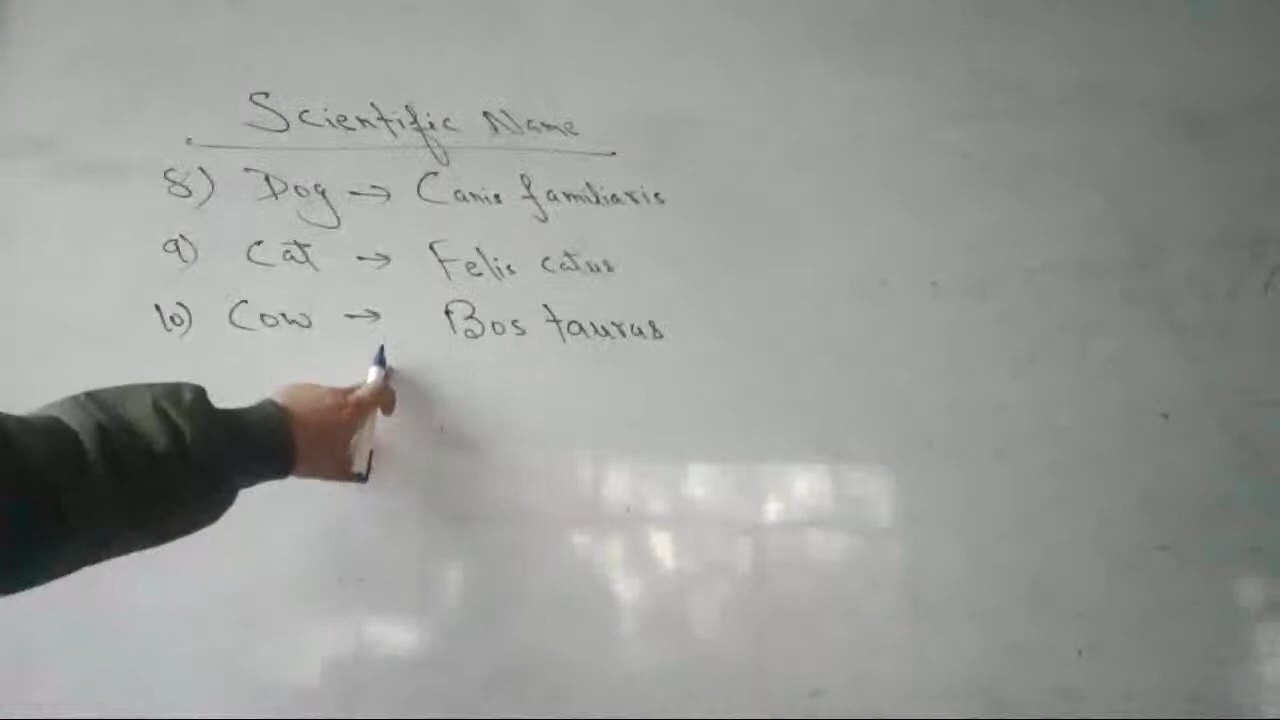 Scientific Name
8) Dog → Canis familiaris
9) Cat → Felis catus
10) Cow → Bos taurus